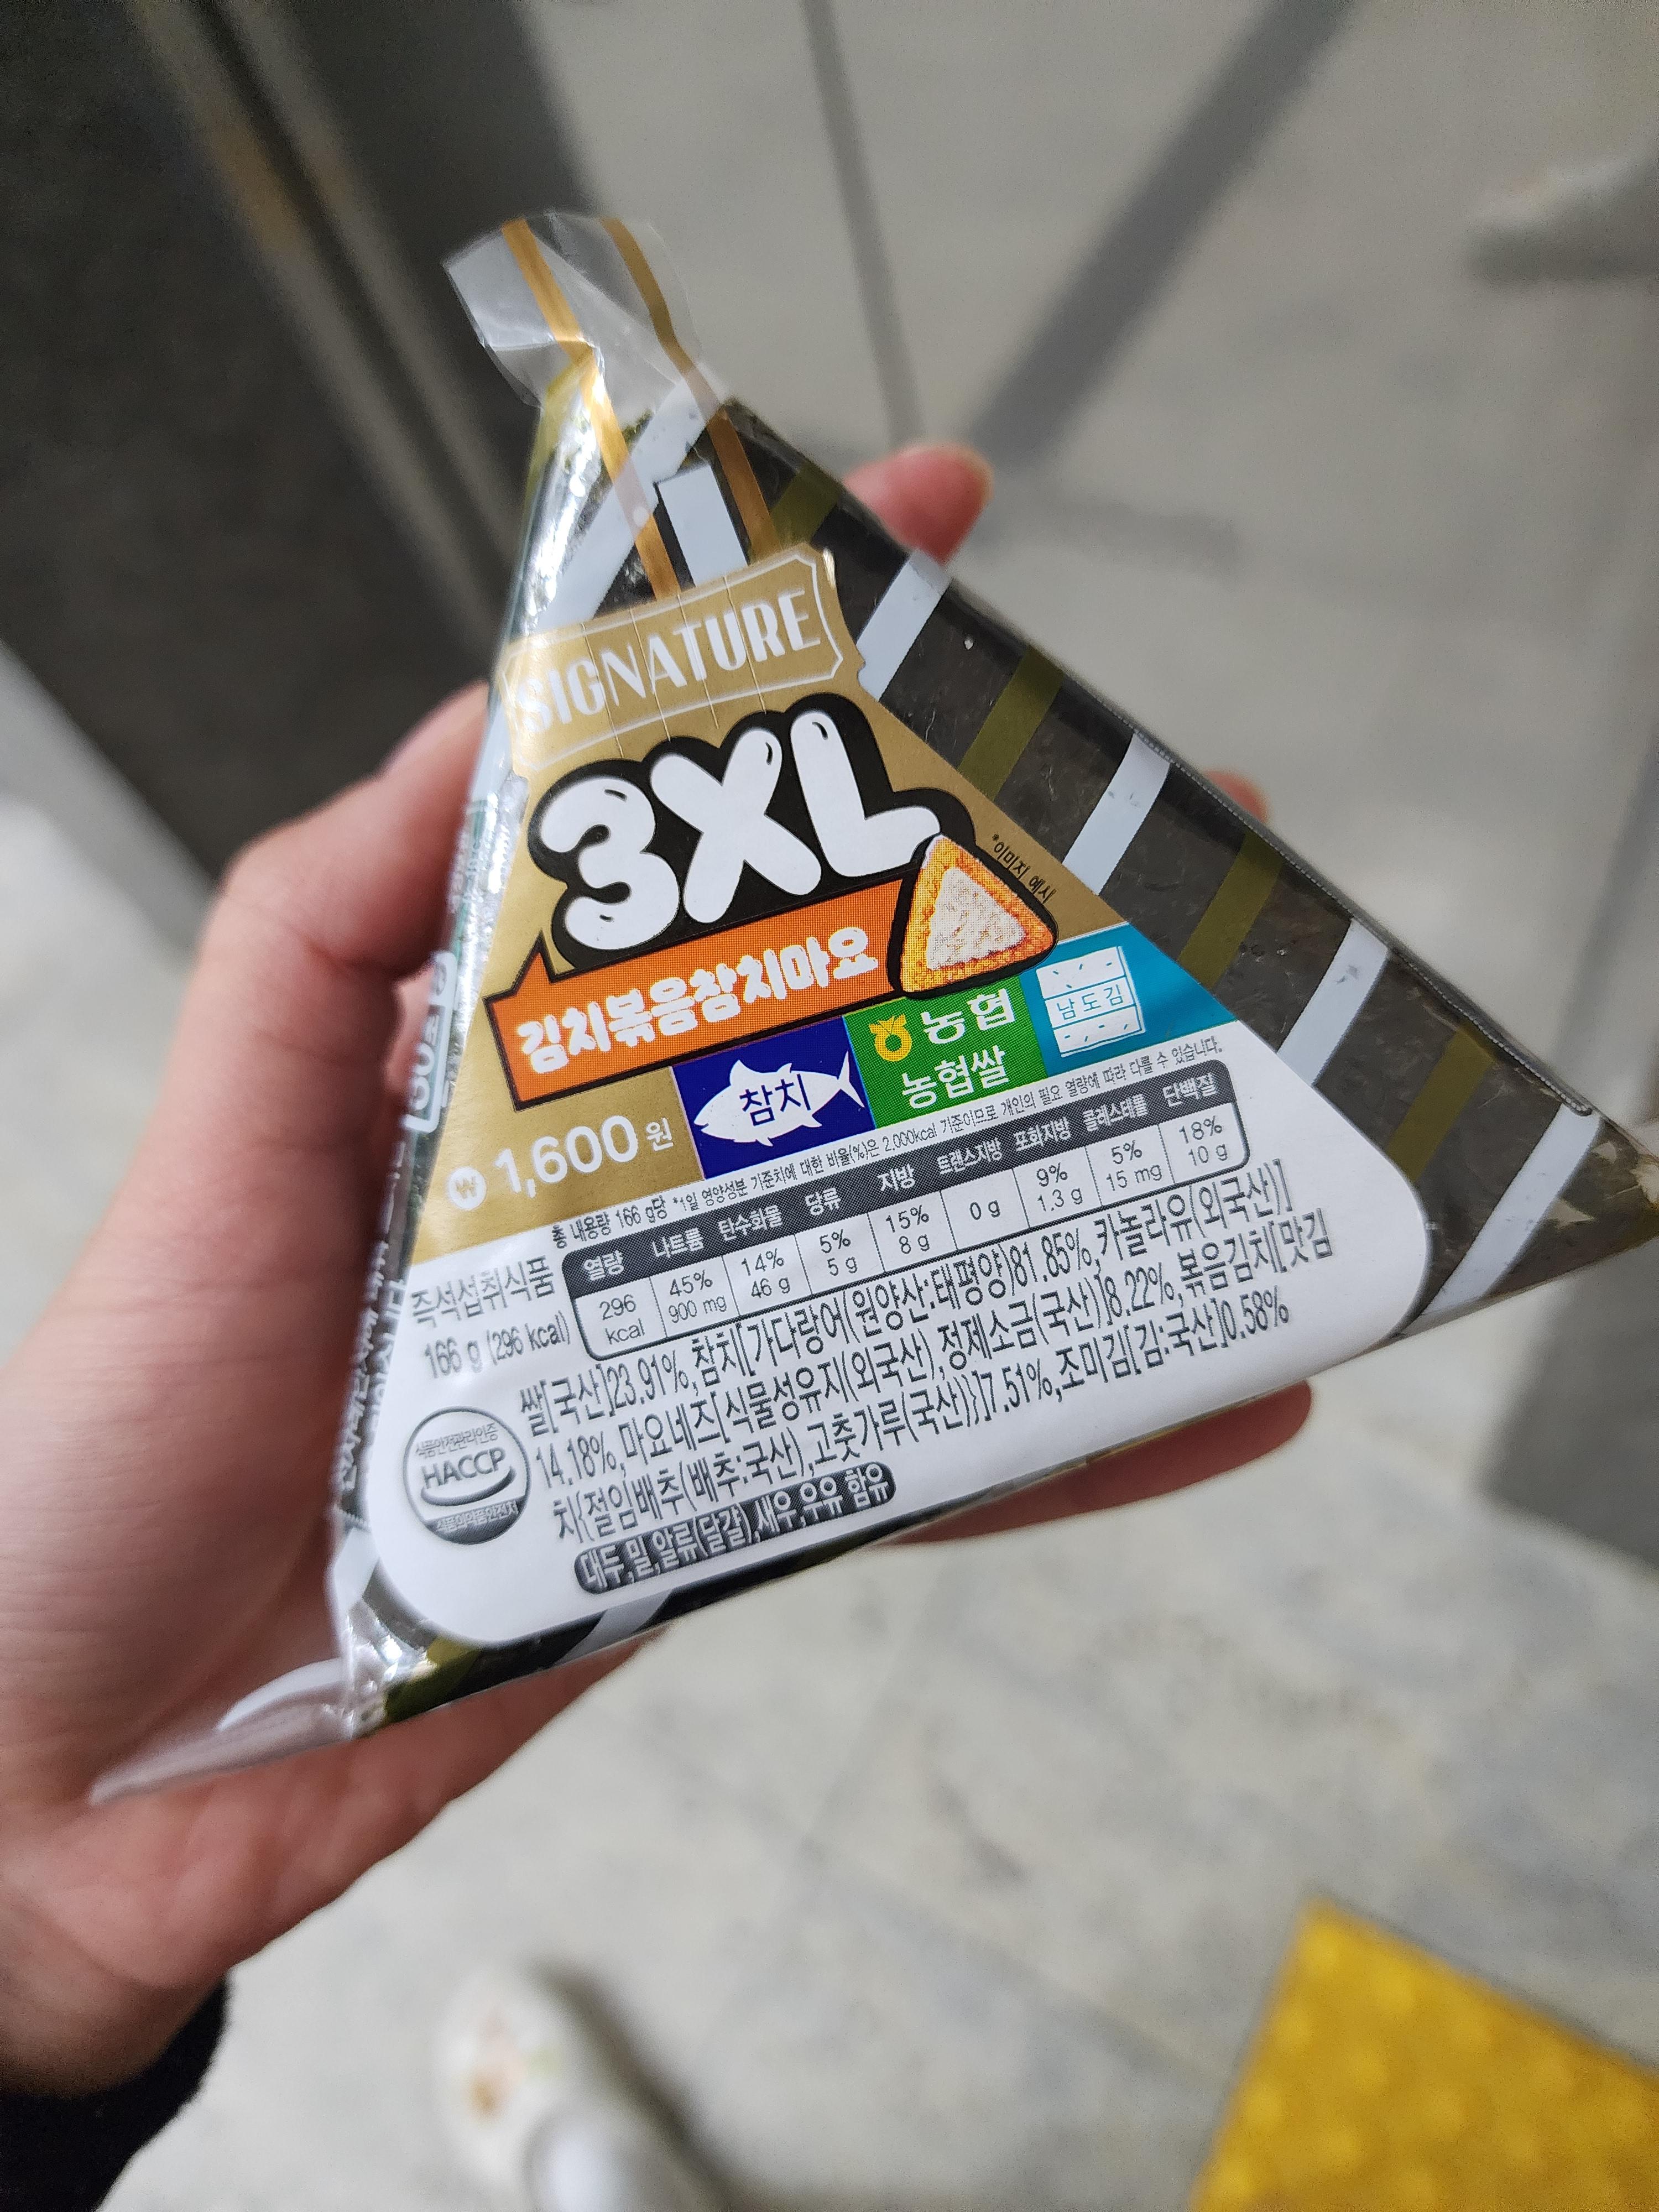 SIGNATURE
3XL
*이미지 예시
김치볶음참치마요
₩ 1,600원
참치
농협
농협쌀
남도김
총 내용량 166 g당 *1일 영양성분 기준치에 대한 비율(%)은 2,000kcal 기준이므로 개인의 필요 열량에 따라 다를 수 있습니다.
열량 나트륨 탄수화물 당류 지방 트랜스지방 포화지방 콜레스테롤 단백질
296 kcal 45% 900 mg 14% 46 g 5% 5 g 15% 8 g 0 g 9% 1.3 g 5% 15 mg 18% 10 g
즉석섭취식품
166 g (296 kcal)
쌀[국산]23.91%,참치[가다랑어(원양산:태평양)81.85%,카놀라유(외국산)]
14.18%,마요네즈[식물성유지(외국산),정제소금(국산)]8.22%,볶음김치[맛김
치{절임배추(배추:국산),고춧가루(국산)}]7.51%,조미김[김:국산]0.58%
대두,밀,알류(달걀),새우,우유 함유
식품안전관리인증
HACCP
식품의약품안전처